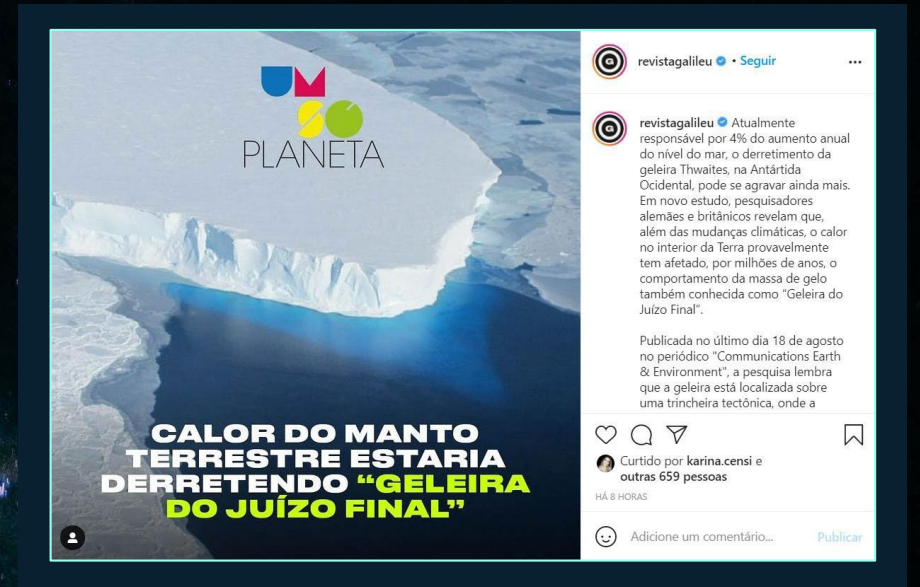 UM
SÓ
PLANETA
CALOR DO MANTO
TERRESTRE ESTARIA
DERRETENDO “GELEIRA
DO JUÍZO FINAL”
G
revistagalileu • Seguir
G
revistagalileu Atualmente
responsável por 4% do aumento anual
do nível do mar, o derretimento da
geleira Thwaites, na Antártida
Ocidental, pode se agravar ainda mais.
Em novo estudo, pesquisadores
alemães e britânicos revelam que,
além das mudanças climáticas, o calor
no interior da Terra provavelmente
tem afetado, por milhões de anos, o
comportamento da massa de gelo
também conhecida como “Geleira do
Juízo Final”.
Publicada no último dia 18 de agosto
no periódico "Communications Earth
& Environment", a pesquisa lembra
que a geleira está localizada sobre
uma trincheira tectônica, onde a
Curtido por karina.censi e
outras 659 pessoas
HÁ 8 HORAS
Adicione um comentário... Publicar